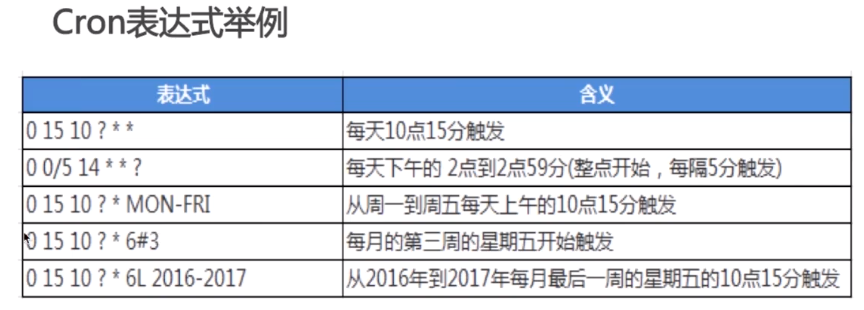 Cron表达式举例
表达式 含义
0 15 10 ? * * 每天10点15分触发
0 0/5 14 * * ? 每天下午的 2点到2点59分(整点开始，每隔5分触发)
0 15 10 ? * MON-FRI 从周一到周五每天上午的10点15分触发
0 15 10 ? * 6#3 每月的第三周的星期五开始触发
0 15 10 ? * 6L 2016-2017 从2016年到2017年每月最后一周的星期五的10点15分触发